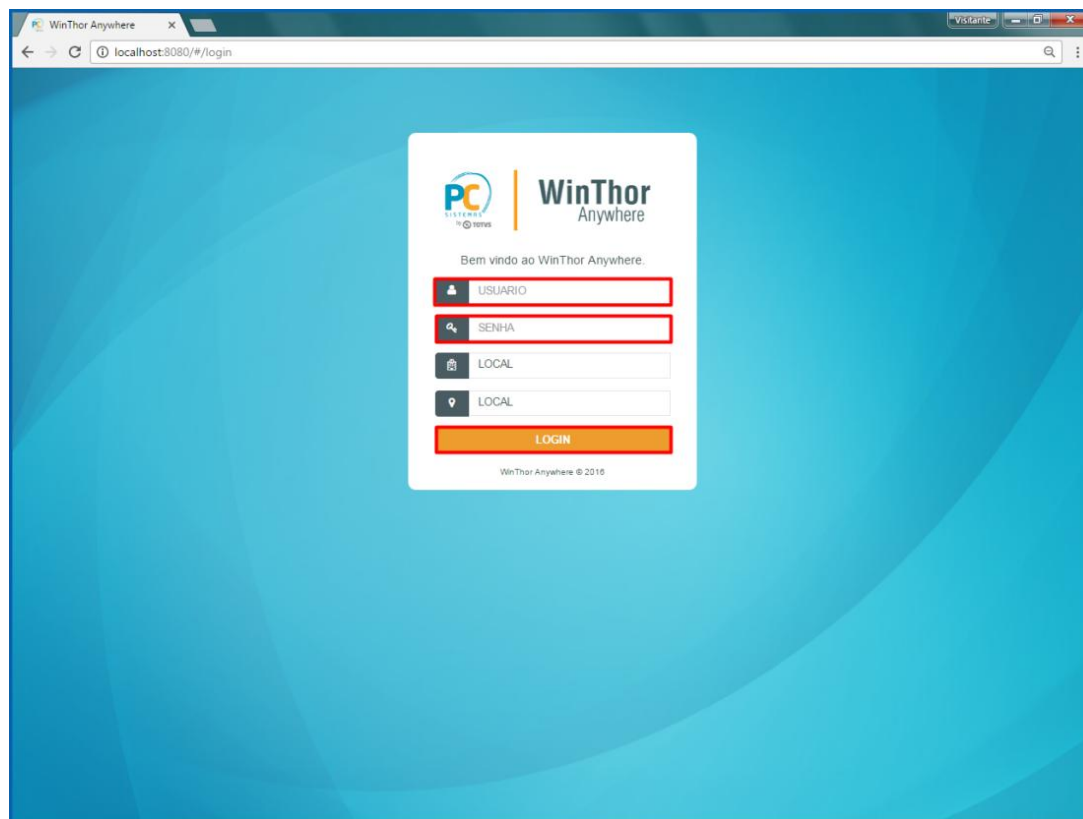 WinThor Anywhere
Visitante
localhost:8080/#/login
PC
SISTEMAS
by TOTVS
WinThor
Anywhere
Bem vindo ao WinThor Anywhere.
USUARIO
SENHA
LOCAL
LOCAL
LOGIN
WinThor Anywhere © 2016